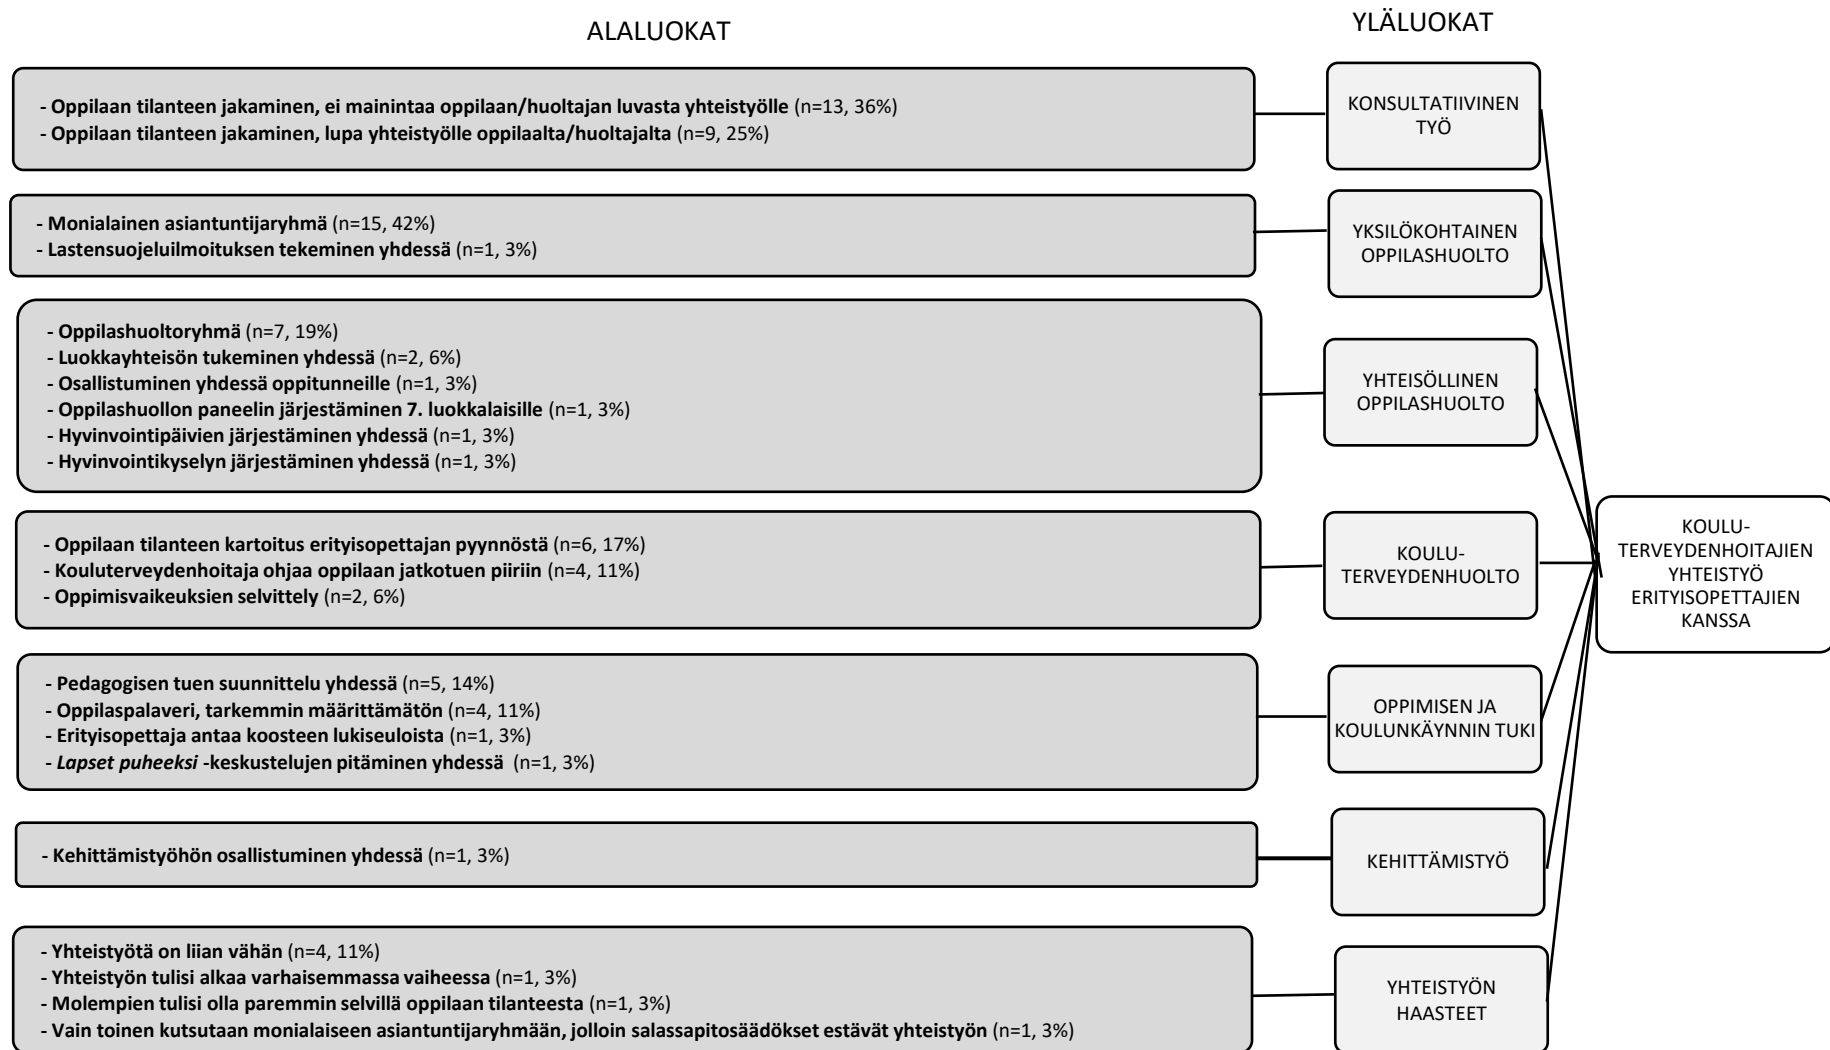 ALALUOKAT
YLÄLUOKAT
- Oppilaan tilanteen jakaminen, ei mainintaa oppilaan/huoltajan luvasta yhteistyölle (n=13, 36%)
- Oppilaan tilanteen jakaminen, lupa yhteistyölle oppilaalta/huoltajalta (n=9, 25%)
KONSULTATIIVINEN
TYÖ
- Monialainen asiantuntijaryhmä (n=15, 42%)
- Lastensuojeluilmoituksen tekeminen yhdessä (n=1, 3%)
YKSILÖKOHTAINEN
OPPILASHUOLTO
- Oppilashuoltoryhmä (n=7, 19%)
- Luokkayhteisön tukeminen yhdessä (n=2, 6%)
- Osallistuminen yhdessä oppitunneille (n=1, 3%)
- Oppilashuollon paneelin järjestäminen 7. luokkalaisille (n=1, 3%)
- Hyvinvointipäivien järjestäminen yhdessä (n=1, 3%)
- Hyvinvointikyselyn järjestäminen yhdessä (n=1, 3%)
YHTEISÖLLINEN
OPPILASHUOLTO
- Oppilaan tilanteen kartoitus erityisopettajan pyynnöstä (n=6, 17%)
- Kouluterveydenhoitaja ohjaa oppilaan jatkotuen piiriin (n=4, 11%)
- Oppimisvaikeuksien selvittely (n=2, 6%)
KOULU-
TERVEYDENHUOLTO
- Pedagogisen tuen suunnittelu yhdessä (n=5, 14%)
- Oppilaspalaveri, tarkemmin määrittämätön (n=4, 11%)
- Erityisopettaja antaa koosteen lukiseuloista (n=1, 3%)
- Lapset puheeksi -keskustelujen pitäminen yhdessä (n=1, 3%)
OPPIMISEN JA
KOULUNKÄYNNIN TUKI
- Kehittämistyöhön osallistuminen yhdessä (n=1, 3%)
KEHITTÄMISTYÖ
- Yhteistyötä on liian vähän (n=4, 11%)
- Yhteistyön tulisi alkaa varhaisemmassa vaiheessa (n=1, 3%)
- Molempien tulisi olla paremmin selvillä oppilaan tilanteesta (n=1, 3%)
- Vain toinen kutsutaan monialaiseen asiantuntijaryhmään, jolloin salassapitosäädökset estävät yhteistyön (n=1, 3%)
YHTEISTYÖN
HAASTEET
KOULU-
TERVEYDENHOITAJIEN
YHTEISTYÖ
ERITYISOPETTAJIEN
KANSSA